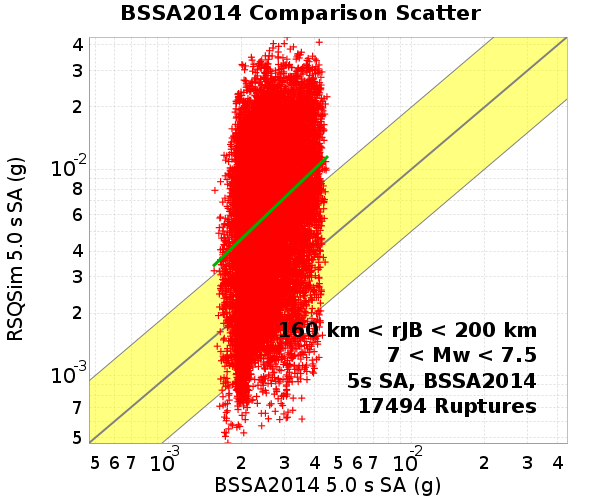 BSSA2014 Comparison Scatter
4
3
2
10-2
8
6
4
3
2
10-3
7
5
RSQSim 5.0 s SA (g)
160 km < rJB < 200 km
7 < Mw < 7.5
5s SA, BSSA2014
17494 Ruptures
5 6 7 10-3 2 3 4 5 6 7 10-2 2 3 4
BSSA2014 5.0 s SA (g)